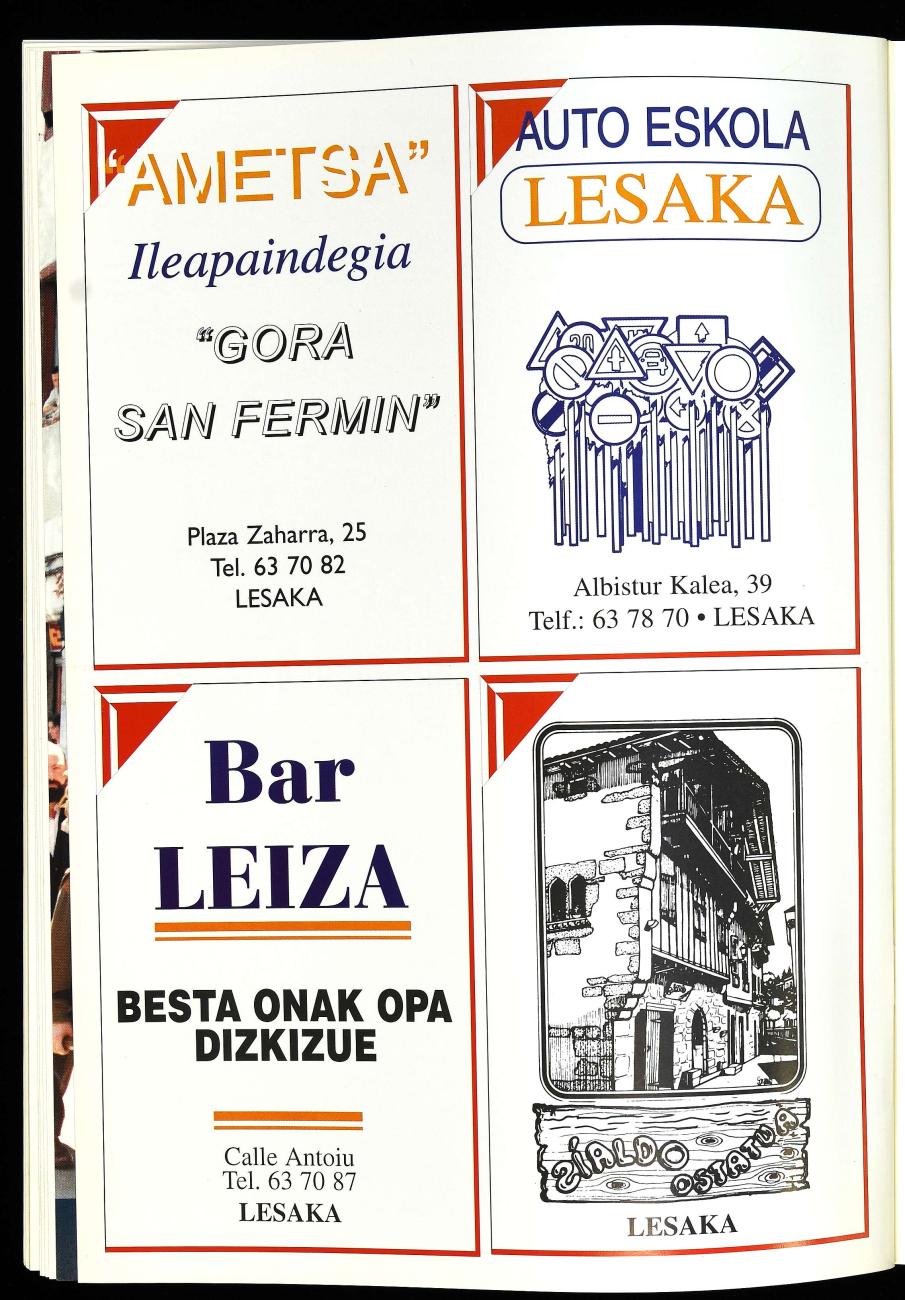 “AMETSA”
Ileapaindegia
“GORA
SAN FERMIN”
Plaza Zaharra, 25
Tel. 63 70 82
LESAKA
AUTO ESKOLA
LESAKA
Albistur Kalea, 39
Telf.: 63 78 70 • LESAKA
Bar
LEIZA
BESTA ONAK OPA
DIZKIZUE
Calle Antoiu
Tel. 63 70 87
LESAKA
ZIALDO
OSTATUA
LESAKA